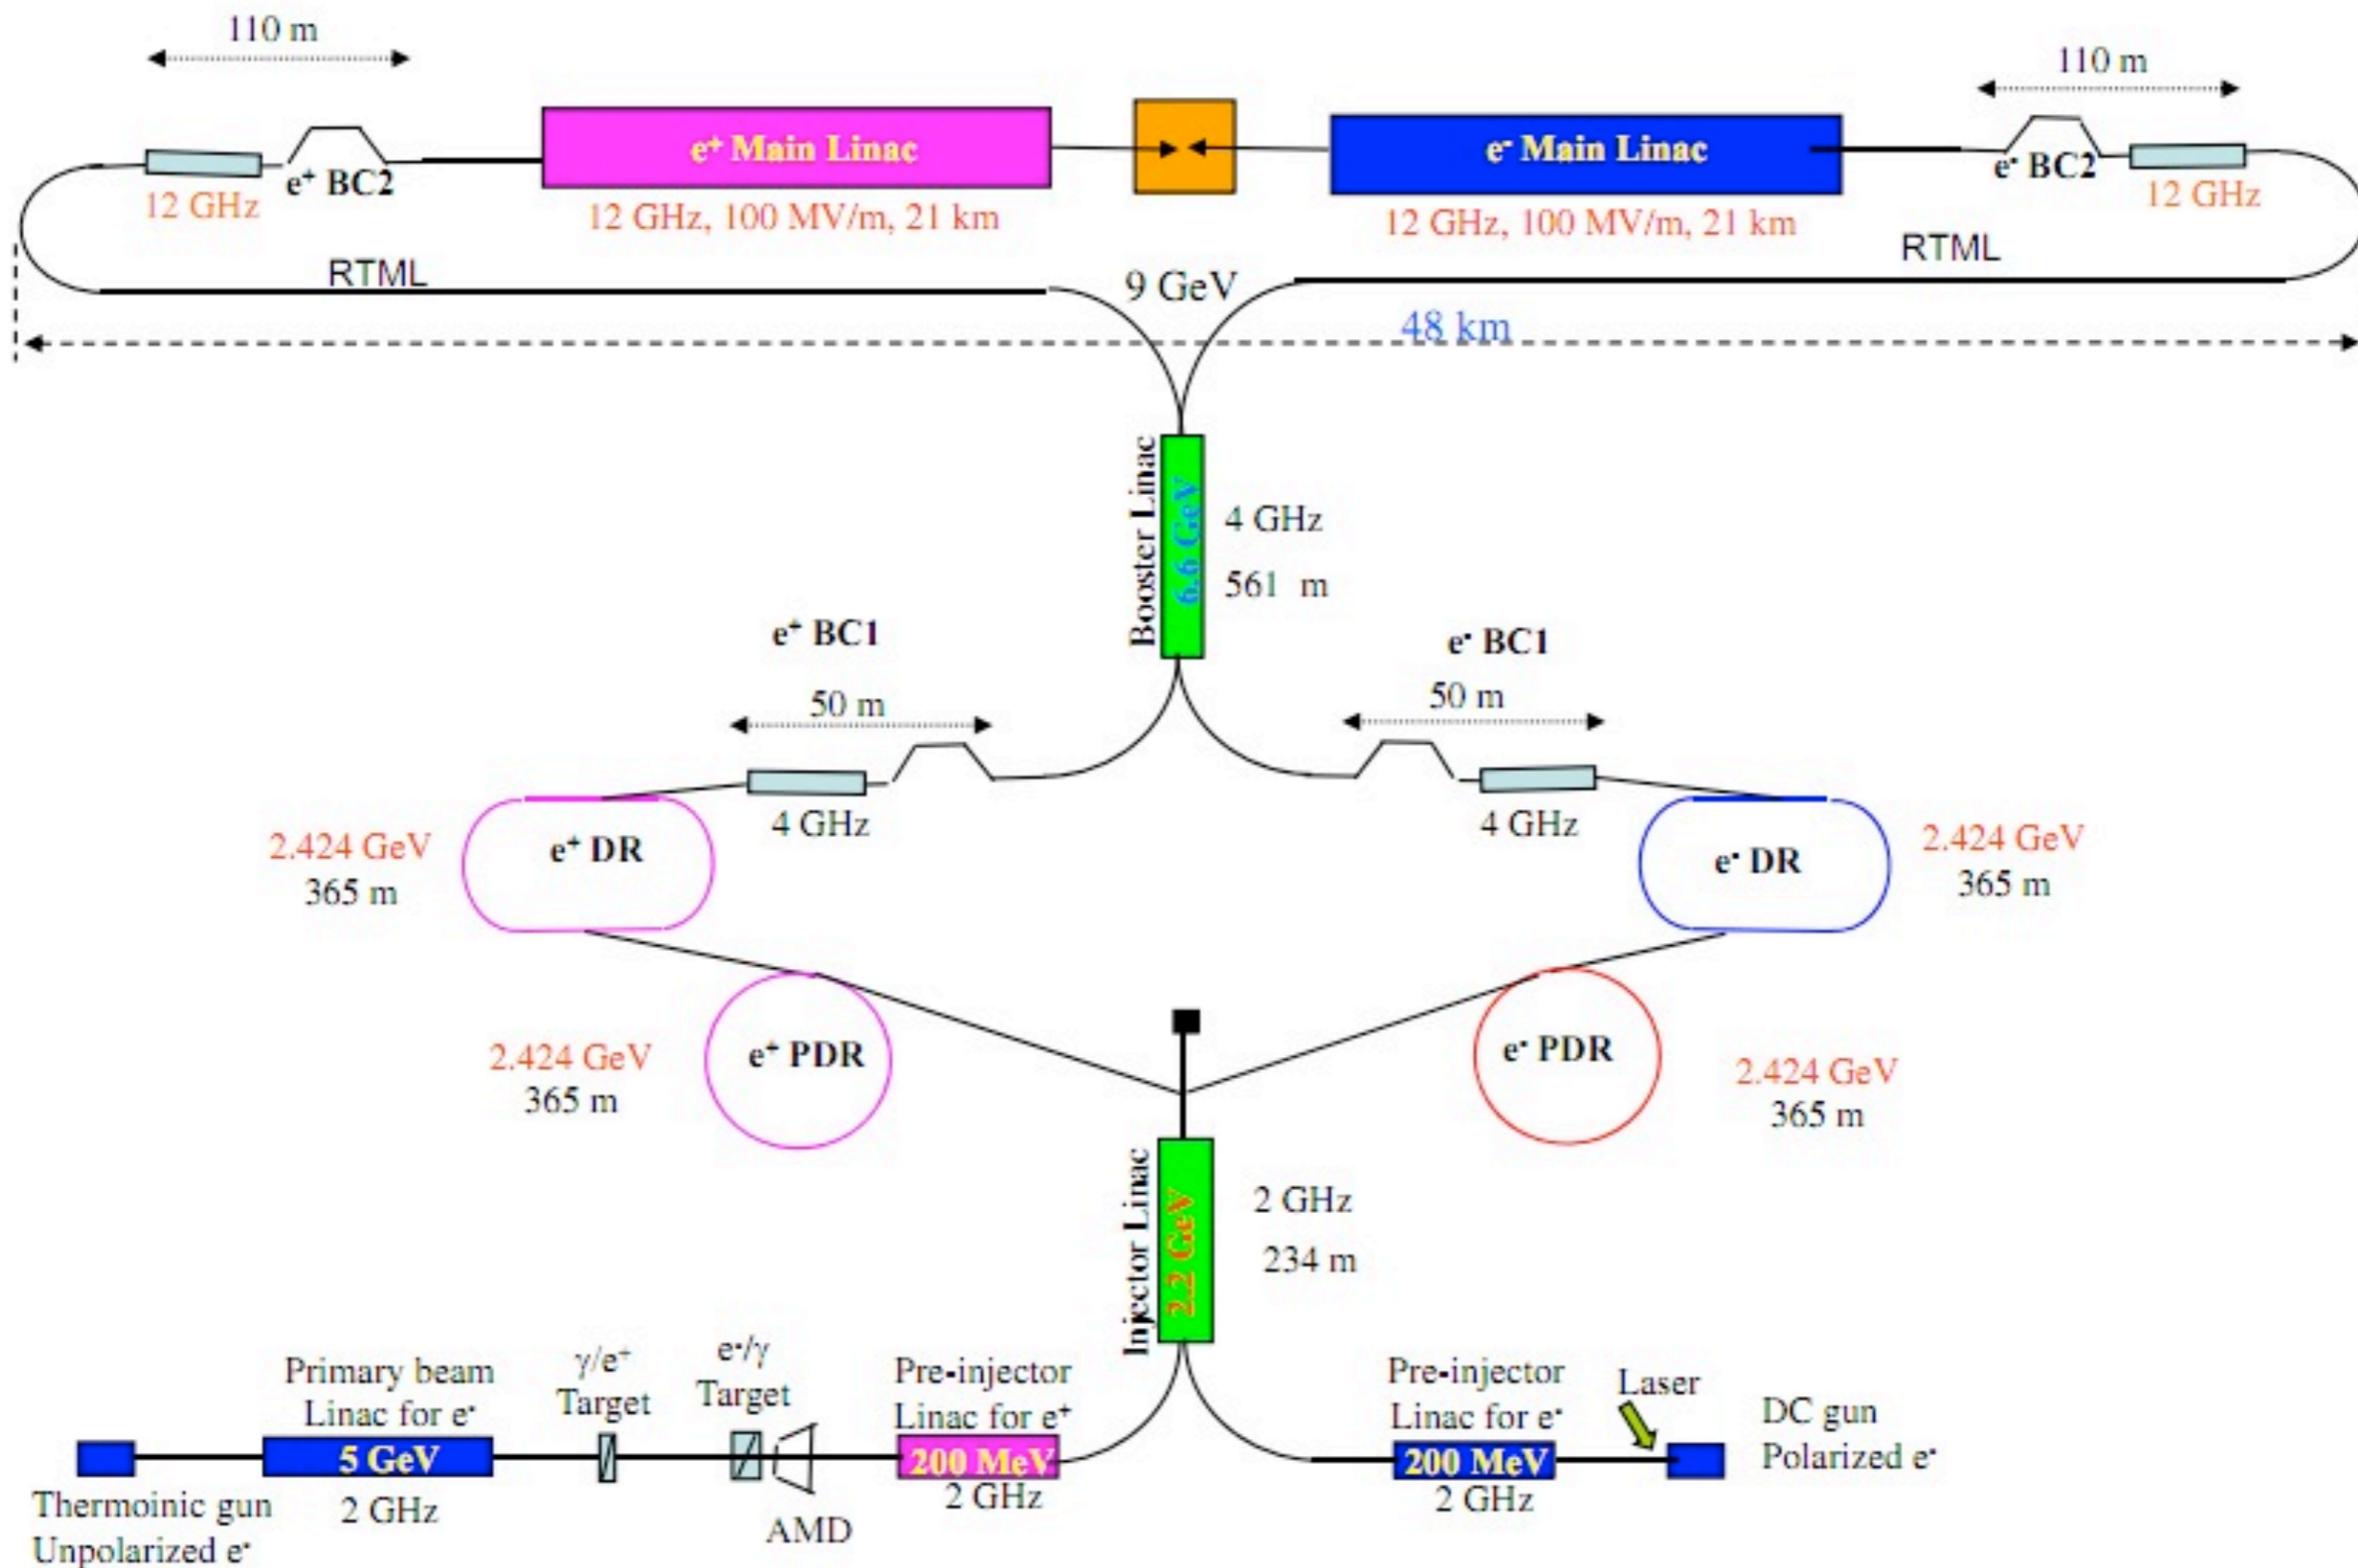 110 m
110 m
e⁺ Main Linac
e⁻ Main Linac
e⁺ BC2
e⁻ BC2
12 GHz
12 GHz, 100 MV/m, 21 km
12 GHz, 100 MV/m, 21 km
12 GHz
RTML
9 GeV
RTML
48 km
Booster Linac
6.6 GeV
4 GHz
561 m
e⁺ BC1
e⁻ BC1
50 m
50 m
4 GHz
4 GHz
2.424 GeV
365 m
e⁺ DR
e⁻ DR
2.424 GeV
365 m
2.424 GeV
365 m
e⁺ PDR
e⁻ PDR
2.424 GeV
365 m
Injector Linac
2.2 GeV
2 GHz
234 m
Primary beam
Linac for e⁻
γ/e⁺
Target
e⁻/γ
Target
Pre-injector
Linac for e⁺
Pre-injector
Linac for e⁻
Laser
DC gun
Polarized e⁻
5 GeV
200 MeV
200 MeV
Thermoinic gun
Unpolarized e⁻
2 GHz
AMD
2 GHz
2 GHz